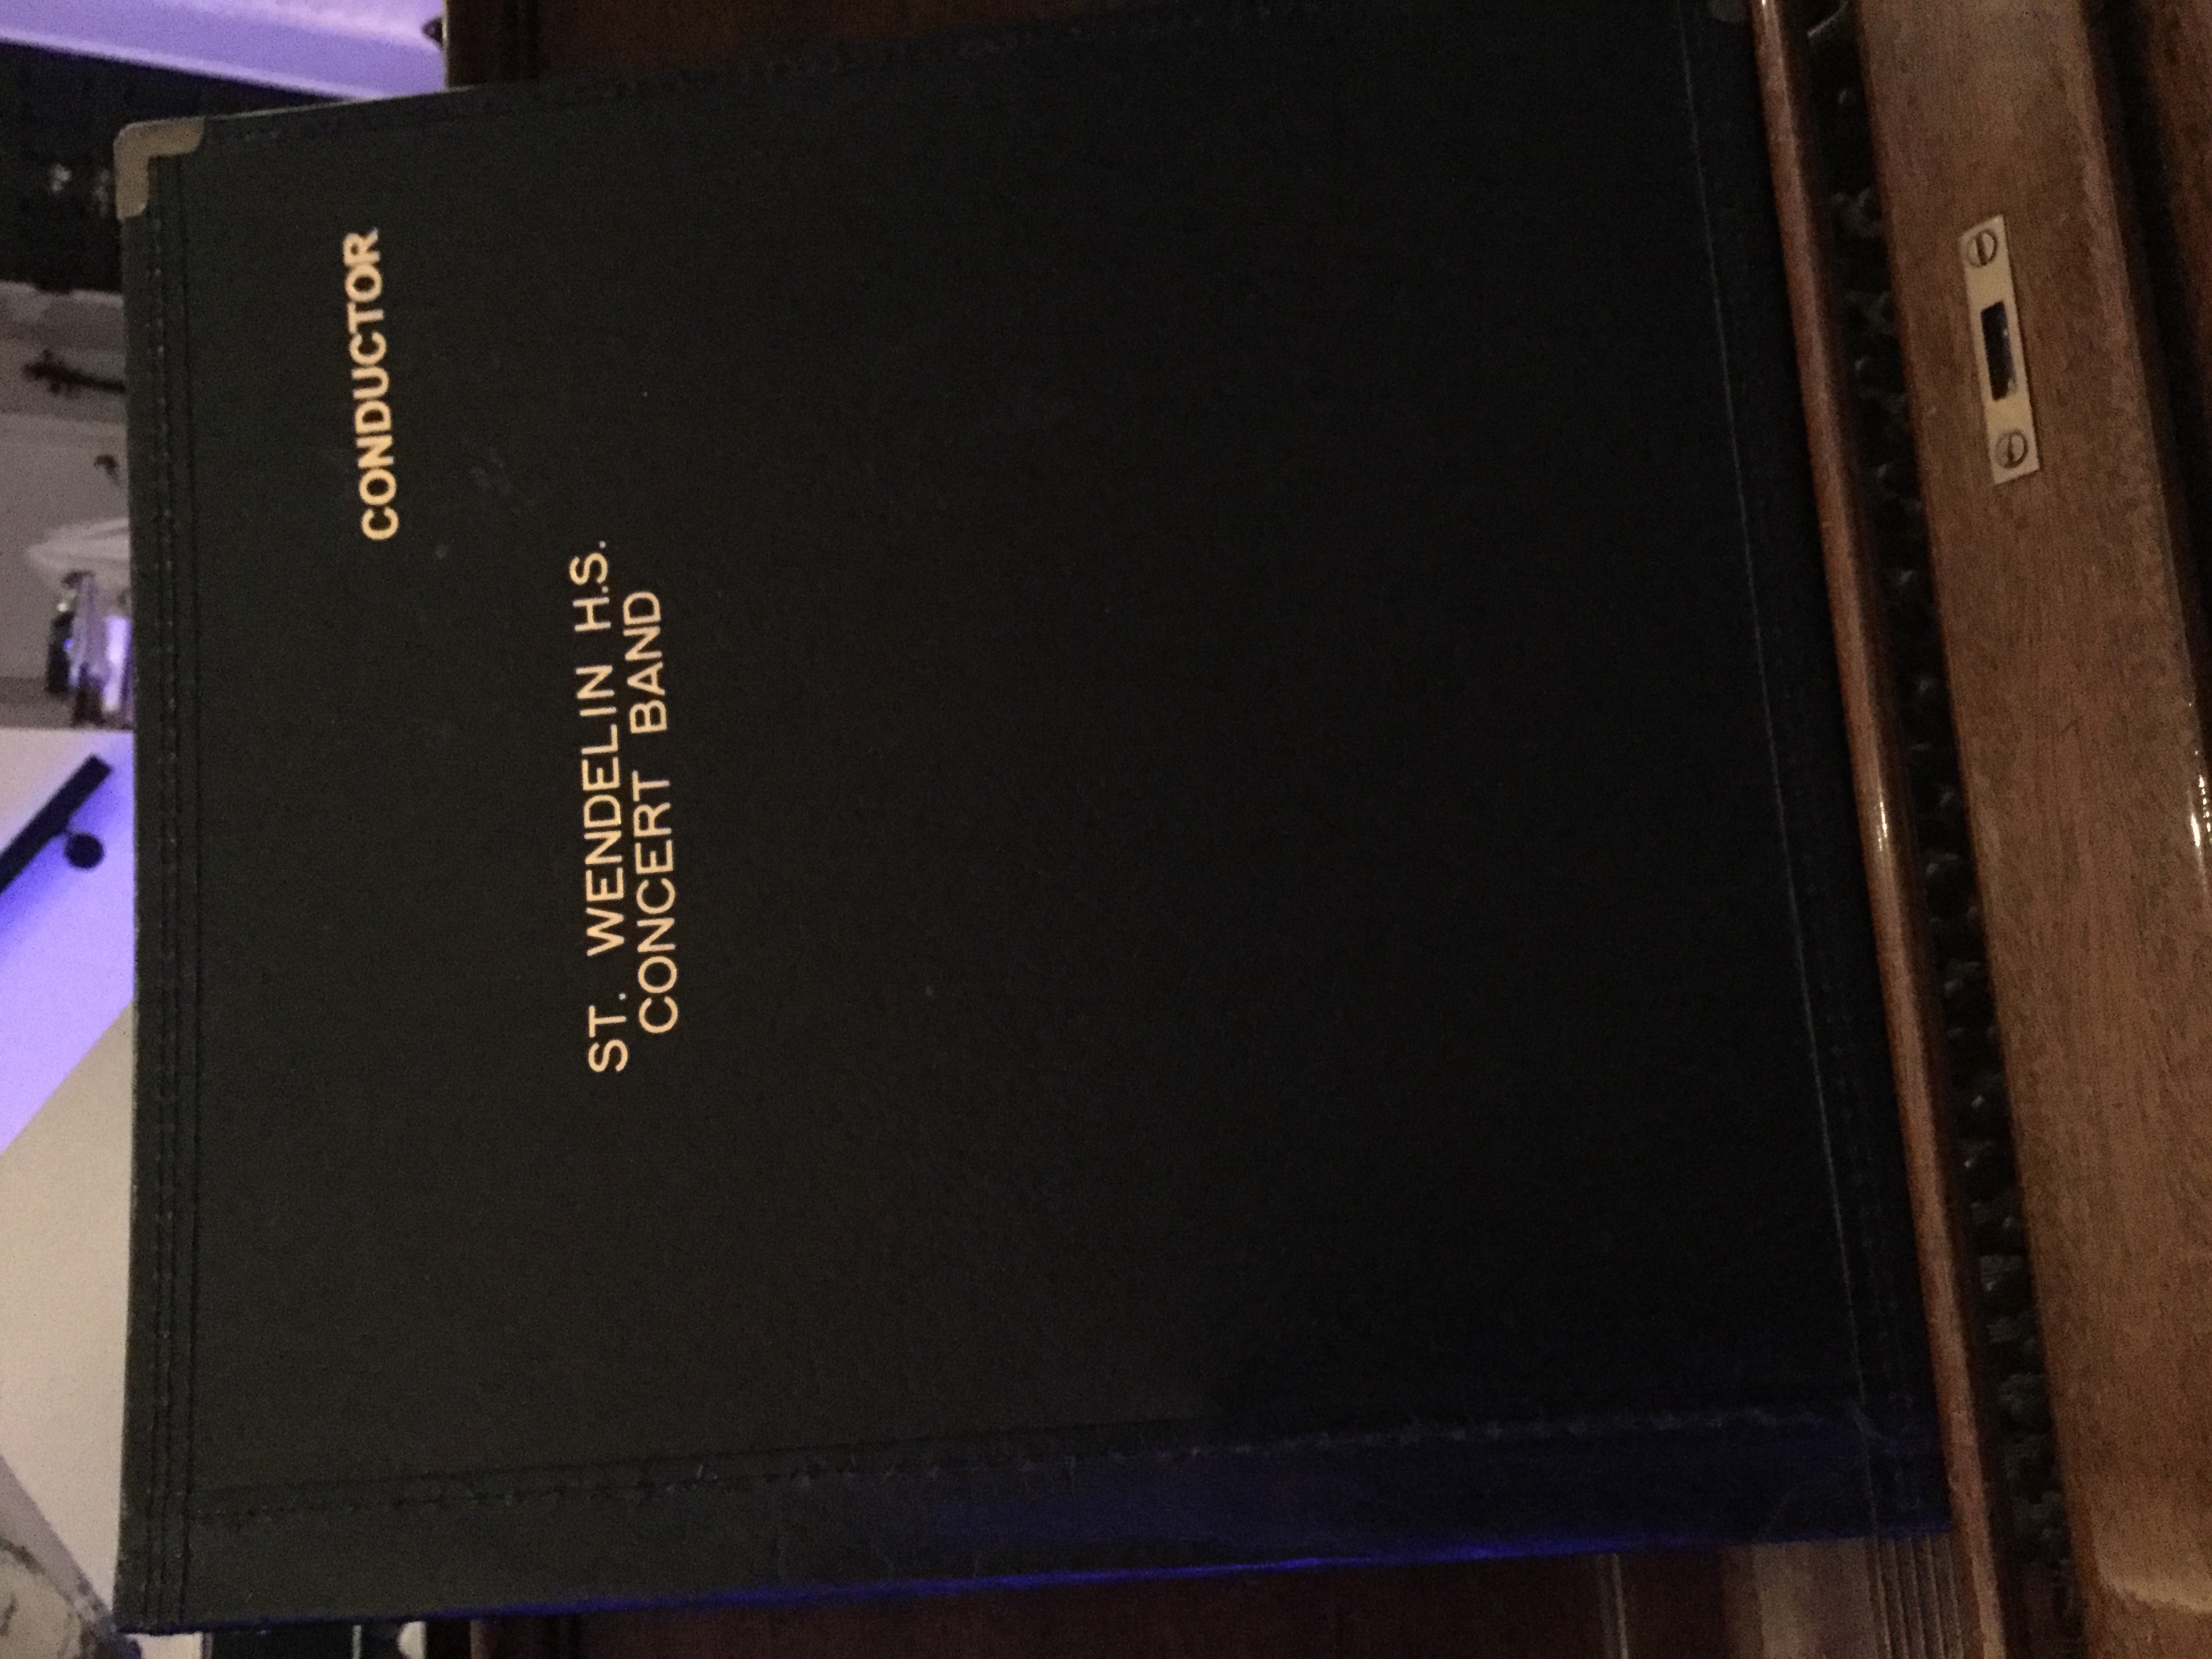 CONDUCTOR
ST. WENDELIN H.S.
CONCERT BAND